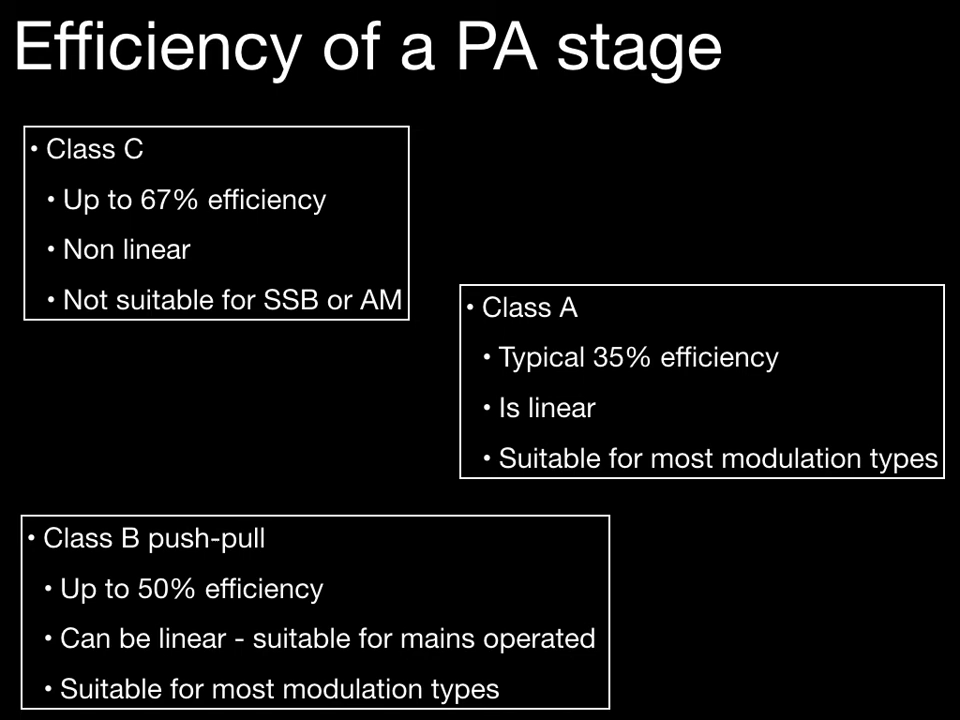 Efficiency of a PA stage
• Class C
• Up to 67% efficiency
• Non linear
• Not suitable for SSB or AM
• Class A
• Typical 35% efficiency
• Is linear
• Suitable for most modulation types
• Class B push-pull
• Up to 50% efficiency
• Can be linear - suitable for mains operated
• Suitable for most modulation types